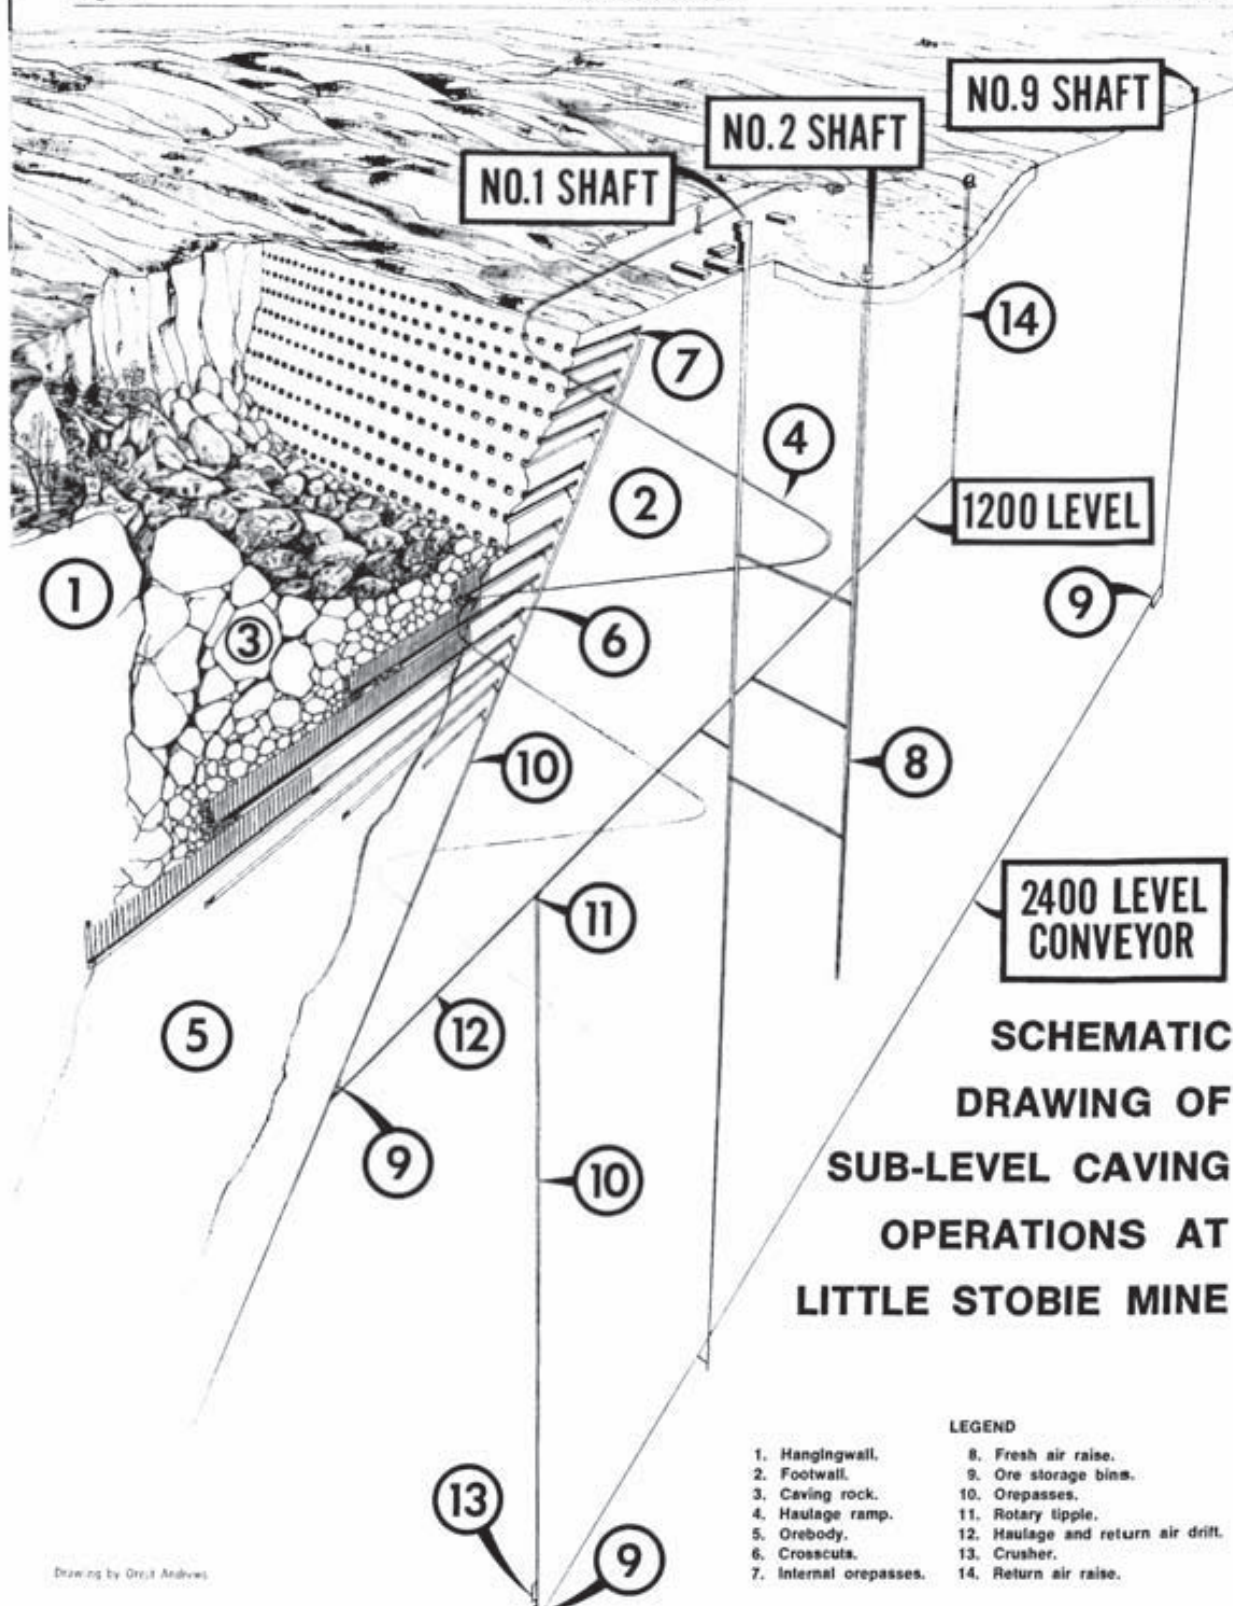 NO.9 SHAFT
NO.2 SHAFT
NO.1 SHAFT
14
7
4
2
1200 LEVEL
1
9
3
6
10
8
2400 LEVEL
CONVEYOR
11
5
12
9
10
SCHEMATIC
DRAWING OF
SUB-LEVEL CAVING
OPERATIONS AT
LITTLE STOBIE MINE
13
9
LEGEND
1. Hangingwall.
2. Footwall.
3. Caving rock.
4. Haulage ramp.
5. Orebody.
6. Crosscuts.
7. Internal orepasses.
8. Fresh air raise.
9. Ore storage bins.
10. Orepasses.
11. Rotary tipple.
12. Haulage and return air drift.
13. Crusher.
14. Return air raise.
Drawing by Orest Andrews